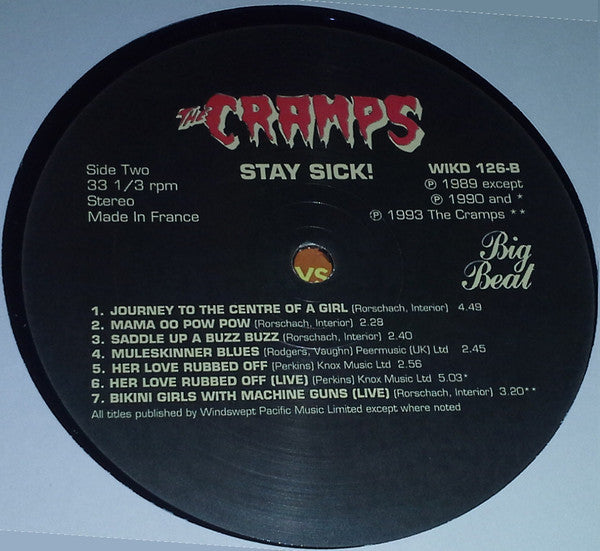 THE CRAMPS
STAY SICK!
Side Two
33 1/3 rpm
Stereo
Made In France
WIKD 126-B
℗ 1989 except
℗ 1990 and *
℗ 1993 The Cramps **
Big
Beat
VS
1. JOURNEY TO THE CENTRE OF A GIRL (Rorschach, Interior) 4.49
2. MAMA OO POW POW (Rorschach, Interior) 2.28
3. SADDLE UP A BUZZ BUZZ (Rorschach, Interior) 2.40
4. MULESKINNER BLUES (Rodgers, Vaughn) Peermusic (UK) Ltd 2.45
5. HER LOVE RUBBED OFF (Perkins) Knox Music Ltd 2.56
6. HER LOVE RUBBED OFF (LIVE) (Perkins) Knox Music Ltd 5.03*
7. BIKINI GIRLS WITH MACHINE GUNS (LIVE) (Rorschach, Interior) 3.20**
All titles published by Windswept Pacific Music Limited except where noted